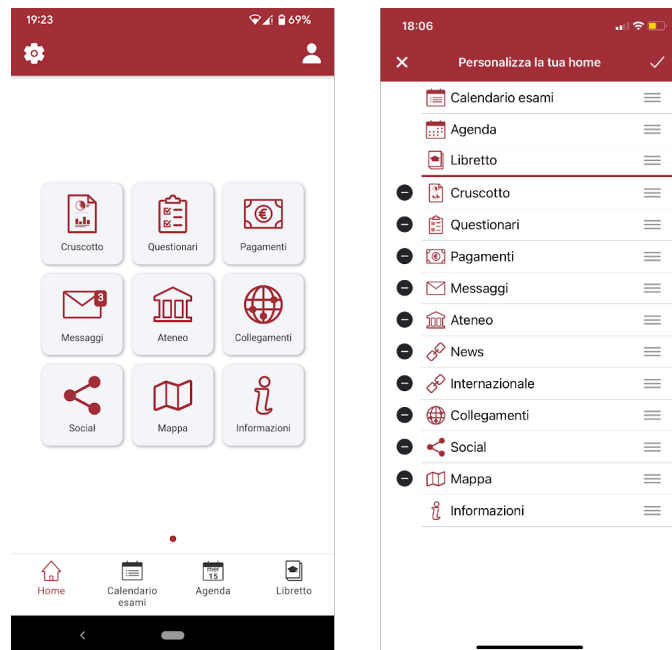 19:23
69%
Cruscotto
Questionari
Pagamenti
3
Messaggi
Ateneo
Collegamenti
Social
Mappa
Informazioni
Home
Calendario
esami
mer
15
Agenda
Libretto
18:06
Personalizza la tua home
Calendario esami
Agenda
Libretto
Cruscotto
Questionari
Pagamenti
Messaggi
Ateneo
News
Internazionale
Collegamenti
Social
Mappa
Informazioni